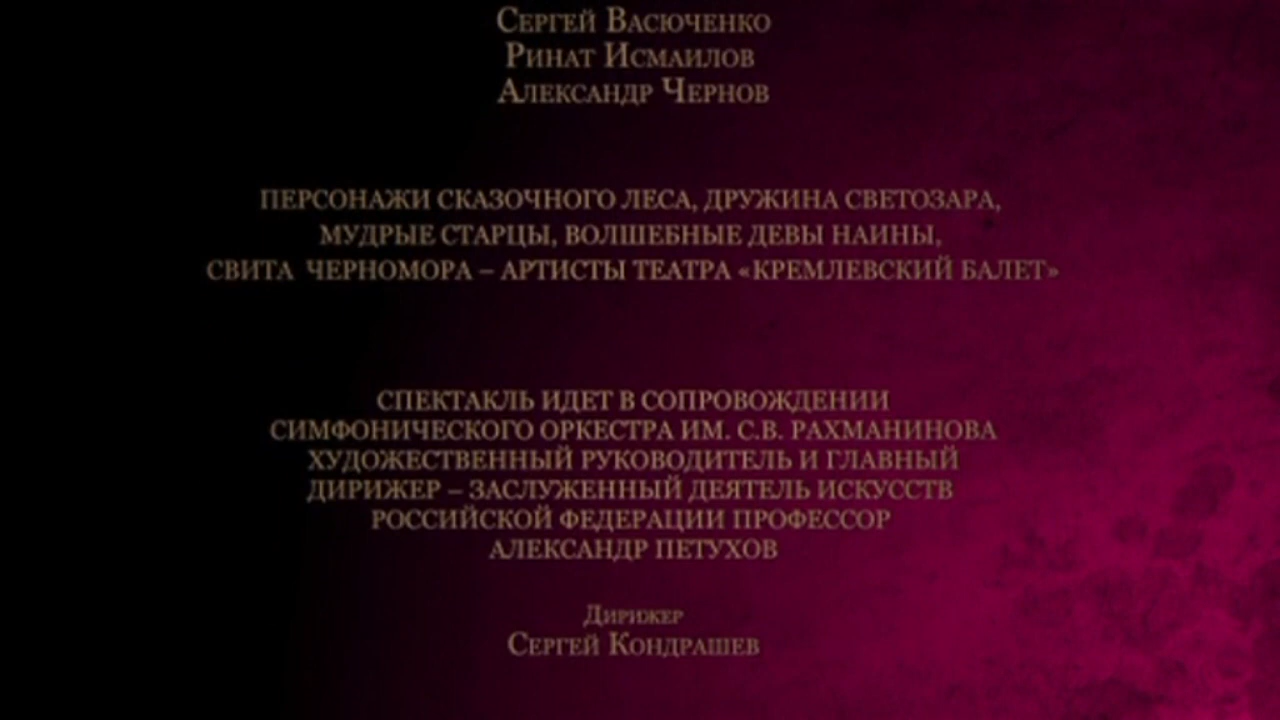 Сергей Васюченко
Ринат Исмаилов
Александр Чернов
ПЕРСОНАЖИ СКАЗОЧНОГО ЛЕСА, ДРУЖИНА СВЕТОЗАРА,
МУДРЫЕ СТАРЦЫ, ВОЛШЕБНЫЕ ДЕВЫ НАИНЫ,
СВИТА ЧЕРНОМОРА – АРТИСТЫ ТЕАТРА «КРЕМЛЕВСКИЙ БАЛЕТ»
СПЕКТАКЛЬ ИДЕТ В СОПРОВОЖДЕНИИ
СИМФОНИЧЕСКОГО ОРКЕСТРА ИМ. С.В. РАХМАНИНОВА
ХУДОЖЕСТВЕННЫЙ РУКОВОДИТЕЛЬ И ГЛАВНЫЙ
ДИРИЖЕР – ЗАСЛУЖЕННЫЙ ДЕЯТЕЛЬ ИСКУССТВ
РОССИЙСКОЙ ФЕДЕРАЦИИ ПРОФЕССОР
АЛЕКСАНДР ПЕТУХОВ
Дирижер
Сергей Кондрашев